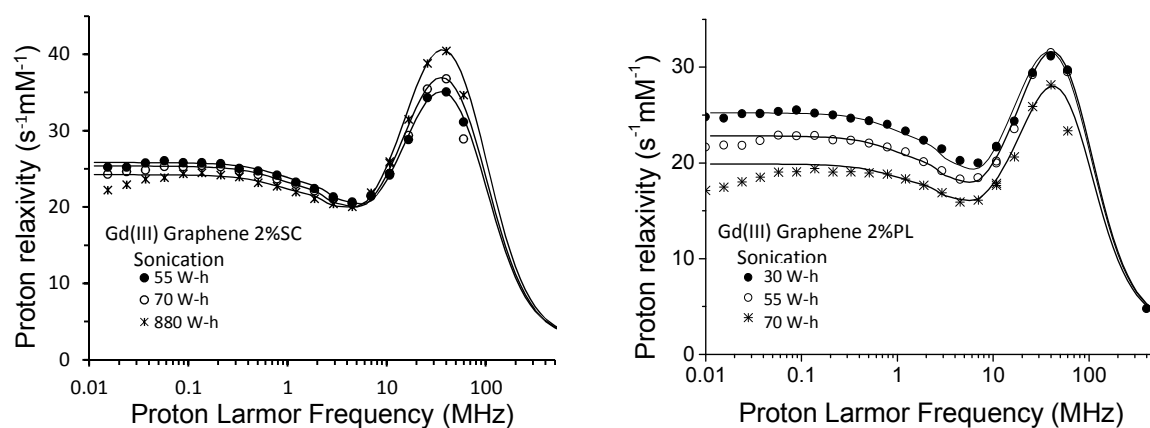 Proton relaxivity (s⁻¹mM⁻¹)
40
30
20
10
0
Gd(III) Graphene 2%SC
Sonication
55 W-h
70 W-h
880 W-h
0.01 0.1 1 10 100
Proton Larmor Frequency (MHz)
Proton relaxivity (s⁻¹mM⁻¹)
30
20
10
0
Gd(III) Graphene 2%PL
Sonication
30 W-h
55 W-h
70 W-h
0.01 0.1 1 10 100
Proton Larmor Frequency (MHz)